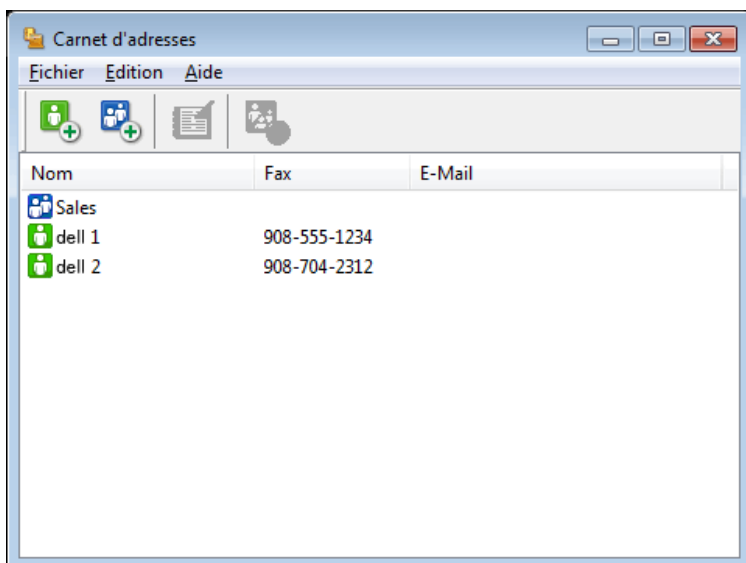 Carnet d'adresses
Fichier Edition Aide
Nom Fax E-Mail
Sales
dell 1 908-555-1234
dell 2 908-704-2312